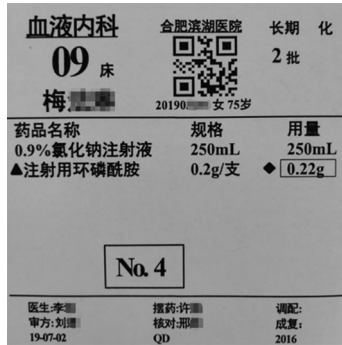 血液内科
合肥滨湖医院
长期 化
09床
2批
梅
20190 女 75岁
药品名称 规格 用量
0.9%氯化钠注射液 250mL 250mL
▲注射用环磷酰胺 0.2g/支 ◆ 0.22g
No. 4
医生:李 摆药:许 调配:
审方:刘 核对:邢 成复:
19-07-02 QD 2016